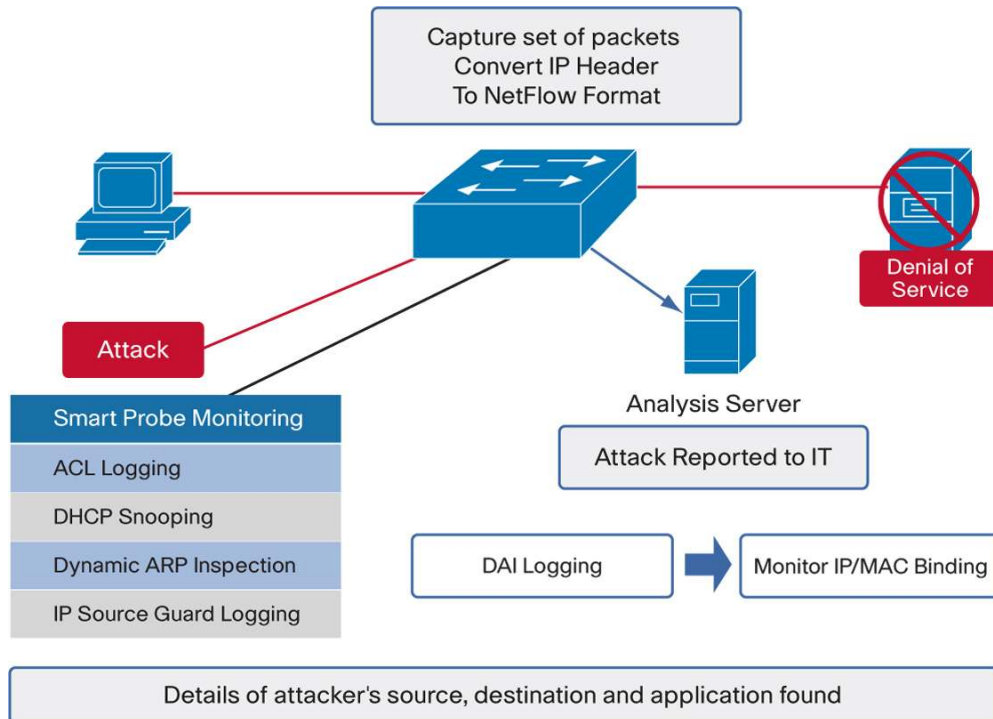 Capture set of packets
Convert IP Header
To NetFlow Format
Denial of
Service
Attack
Smart Probe Monitoring
ACL Logging
DHCP Snooping
Dynamic ARP Inspection
IP Source Guard Logging
Analysis Server
Attack Reported to IT
DAI Logging
Monitor IP/MAC Binding
Details of attacker's source, destination and application found